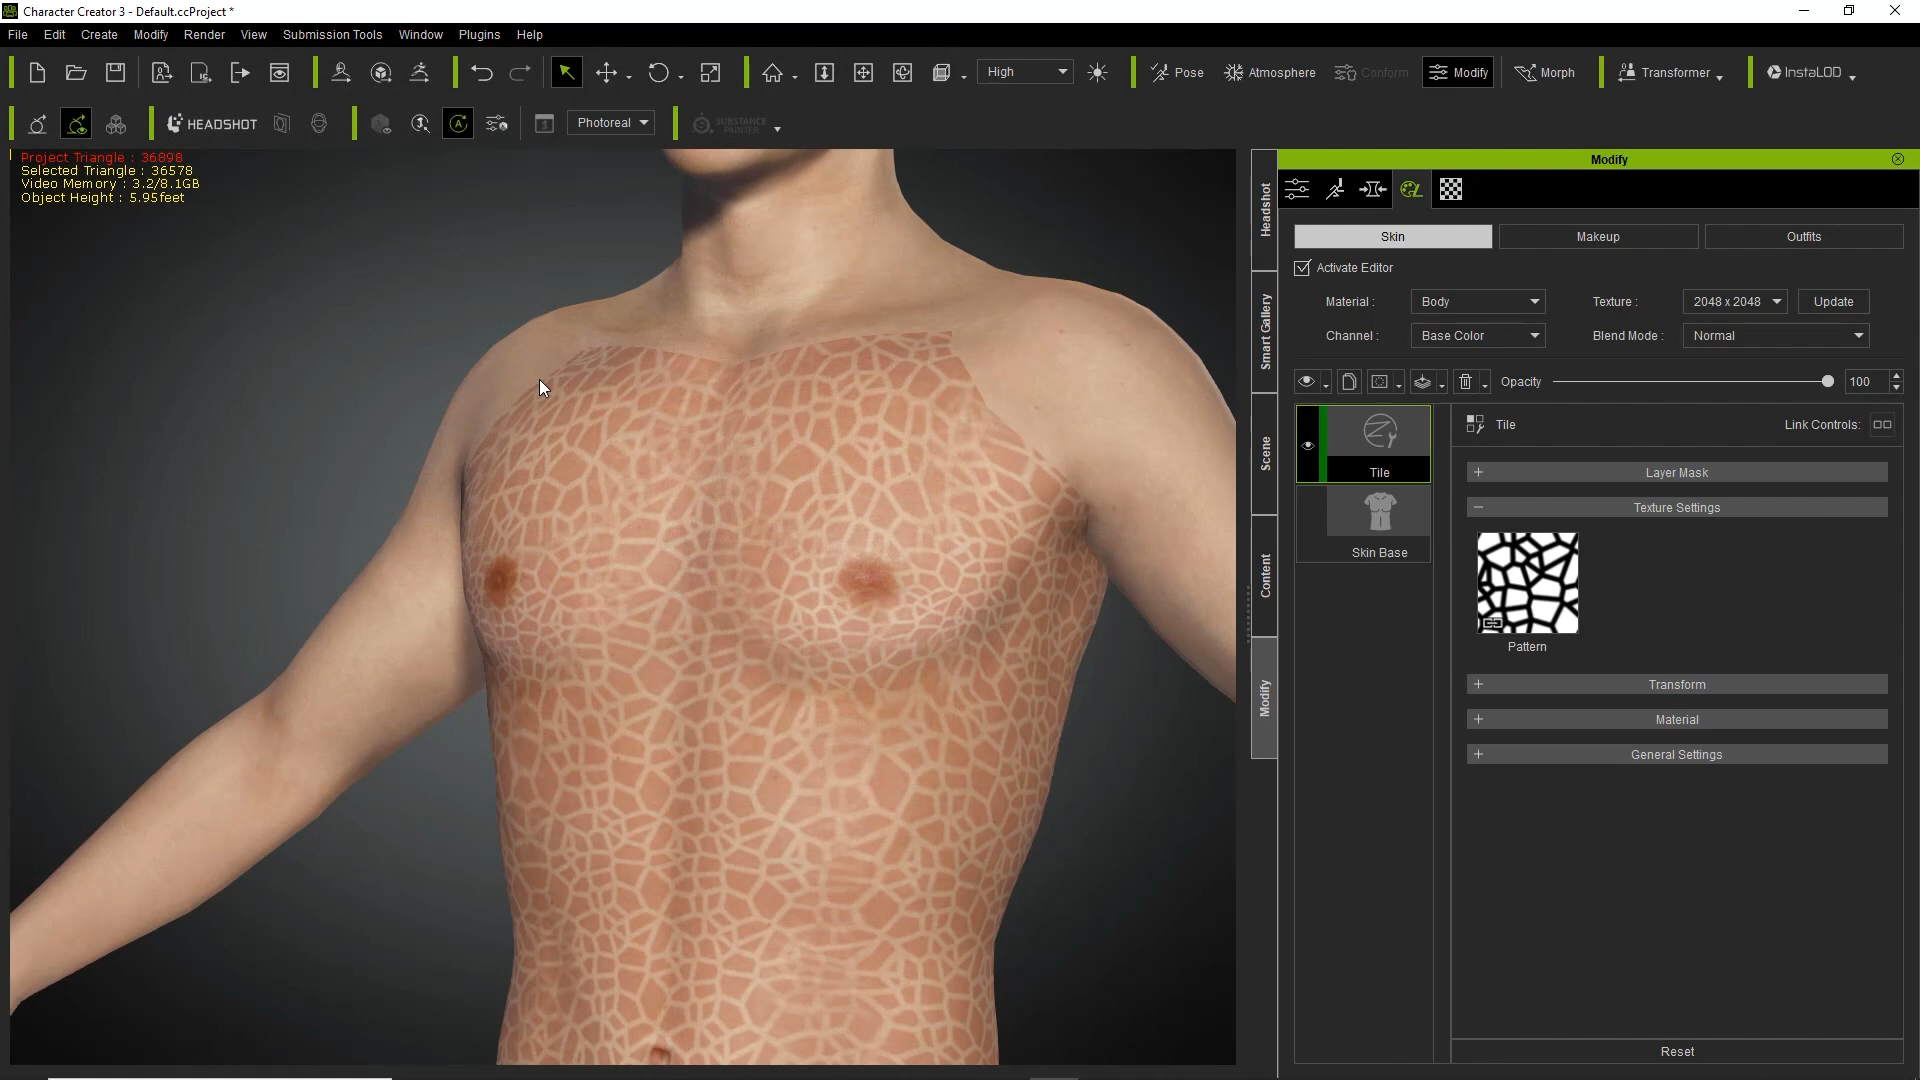 Character Creator 3 - Default.ccProject *
File Edit Create Modify Render View Submission Tools Window Plugins Help
High Pose Atmosphere Conform Modify Morph Transformer InstaLOD
HEADSHOT Photoreal SUBSTANCE PAINTER
Project Triangle : 36898
Selected Triangle : 36578
Video Memory : 3.2/8.1GB
Object Height : 5.95feet
Headshot
Smart Gallery
Scene
Content
Modify
Modify
Skin Makeup Outfits
Activate Editor
Material : Body Texture : 2048 x 2048 Update
Channel : Base Color Blend Mode : Normal
Opacity 100
Tile
Skin Base
Tile Link Controls:
+ Layer Mask
− Texture Settings
Pattern
+ Transform
+ Material
+ General Settings
Reset